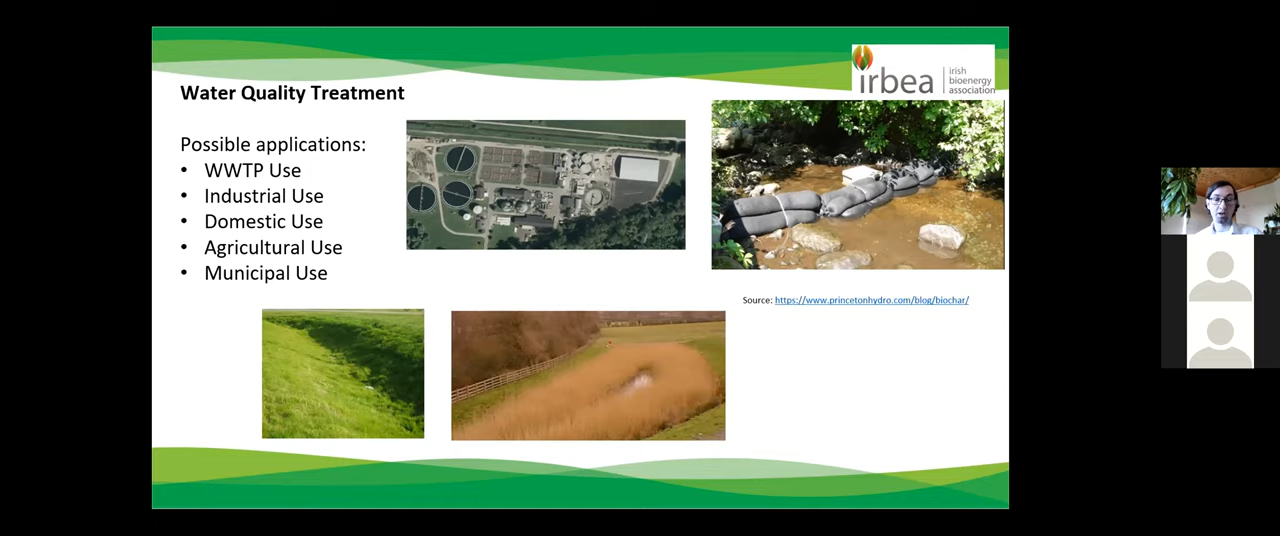 irbea
irish
bioenergy
association
Water Quality Treatment
Possible applications:
• WWTP Use
• Industrial Use
• Domestic Use
• Agricultural Use
• Municipal Use
Source: https://www.princetonhydro.com/blog/biochar/